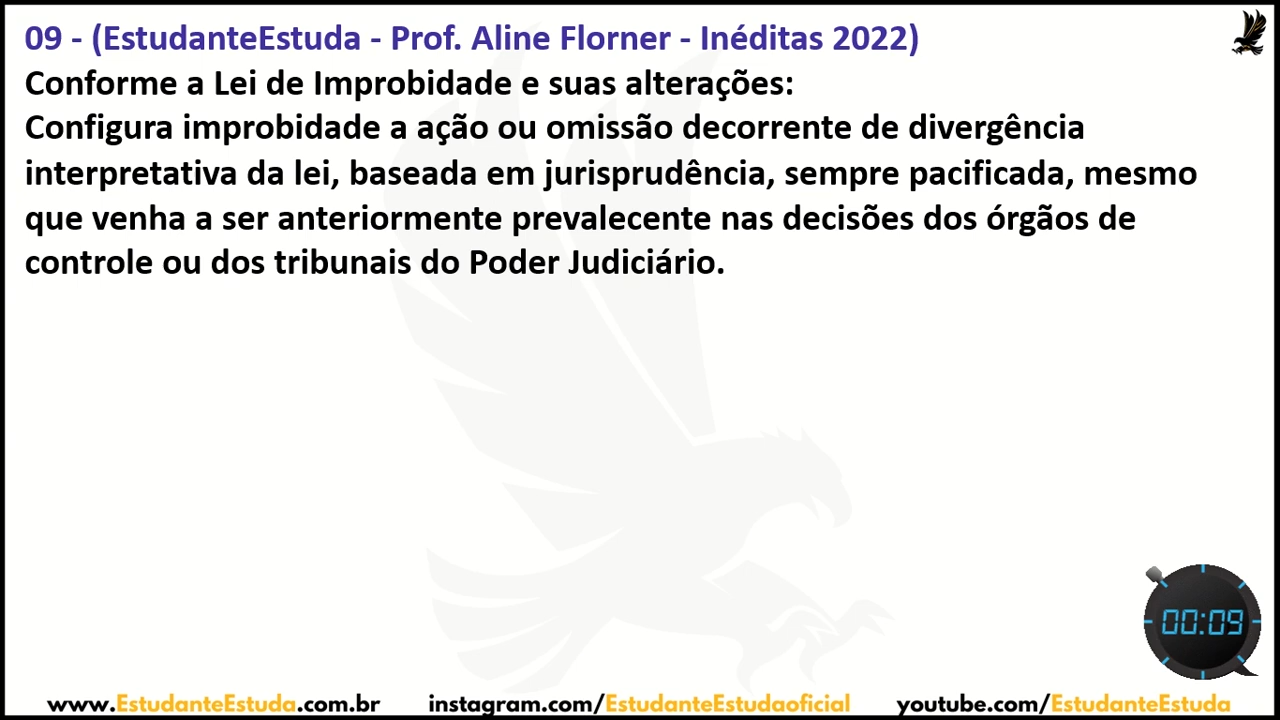 09 - (EstudanteEstuda - Prof. Aline Florner - Inéditas 2022)
Conforme a Lei de Improbidade e suas alterações:
Configura improbidade a ação ou omissão decorrente de divergência
interpretativa da lei, baseada em jurisprudência, sempre pacificada, mesmo
que venha a ser anteriormente prevalecente nas decisões dos órgãos de
controle ou dos tribunais do Poder Judiciário.
00:09
www.EstudanteEstuda.com.br instagram.com/EstudanteEstudaoficial youtube.com/EstudanteEstuda